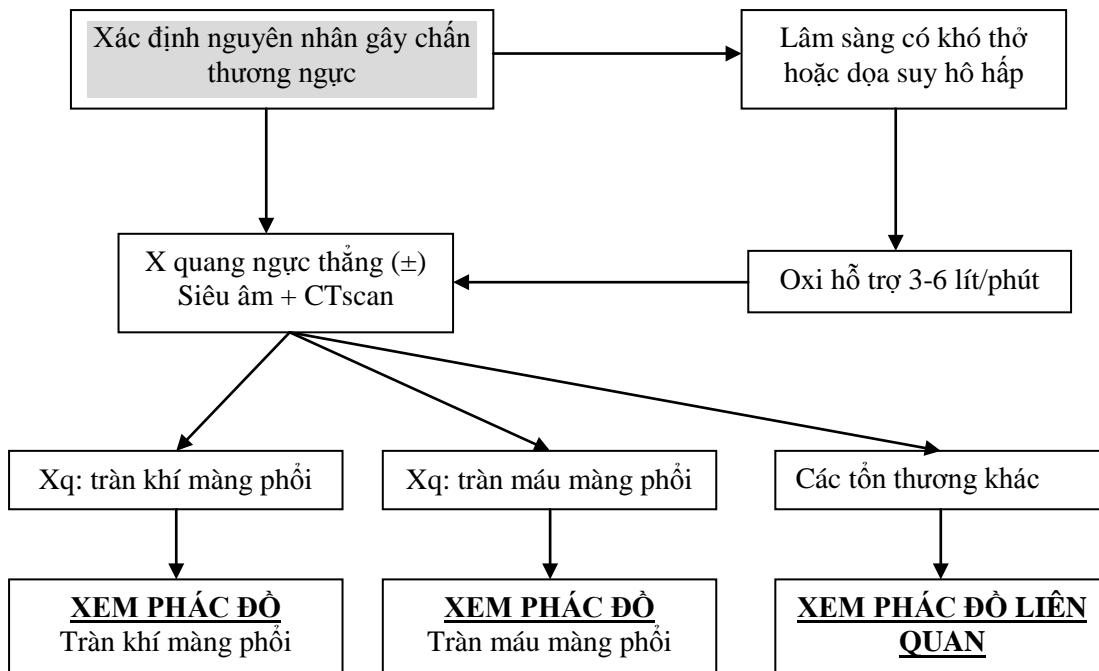 Xác định nguyên nhân gây chấn
thương ngực
Lâm sàng có khó thở
hoặc dọa suy hô hấp
X quang ngực thẳng (±)
Siêu âm + CTscan
Oxi hỗ trợ 3-6 lít/phút
Xq: tràn khí màng phổi
Xq: tràn máu màng phổi
Các tổn thương khác
XEM PHÁC ĐỒ
Tràn khí màng phổi
XEM PHÁC ĐỒ
Tràn máu màng phổi
XEM PHÁC ĐỒ LIÊN
QUAN